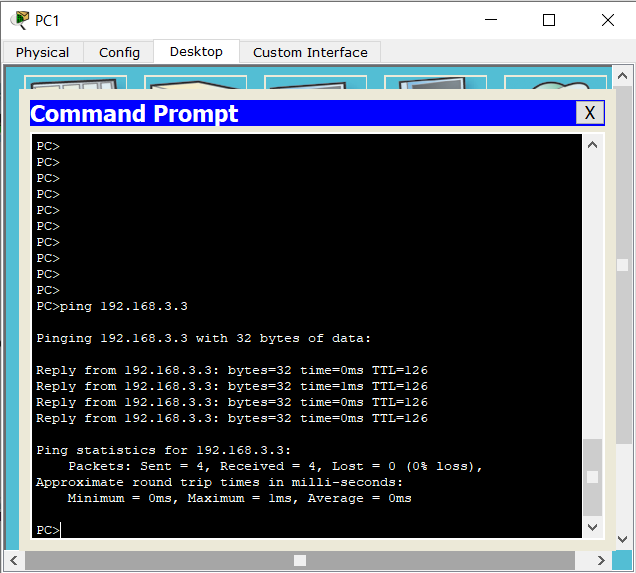 PC1
Physical Config Desktop Custom Interface
Command Prompt X
PC>
PC>
PC>
PC>
PC>
PC>
PC>
PC>
PC>
PC>
PC>ping 192.168.3.3
Pinging 192.168.3.3 with 32 bytes of data:
Reply from 192.168.3.3: bytes=32 time=0ms TTL=126
Reply from 192.168.3.3: bytes=32 time=1ms TTL=126
Reply from 192.168.3.3: bytes=32 time=0ms TTL=126
Reply from 192.168.3.3: bytes=32 time=0ms TTL=126
Ping statistics for 192.168.3.3:
    Packets: Sent = 4, Received = 4, Lost = 0 (0% loss),
Approximate round trip times in milli-seconds:
    Minimum = 0ms, Maximum = 1ms, Average = 0ms
PC>